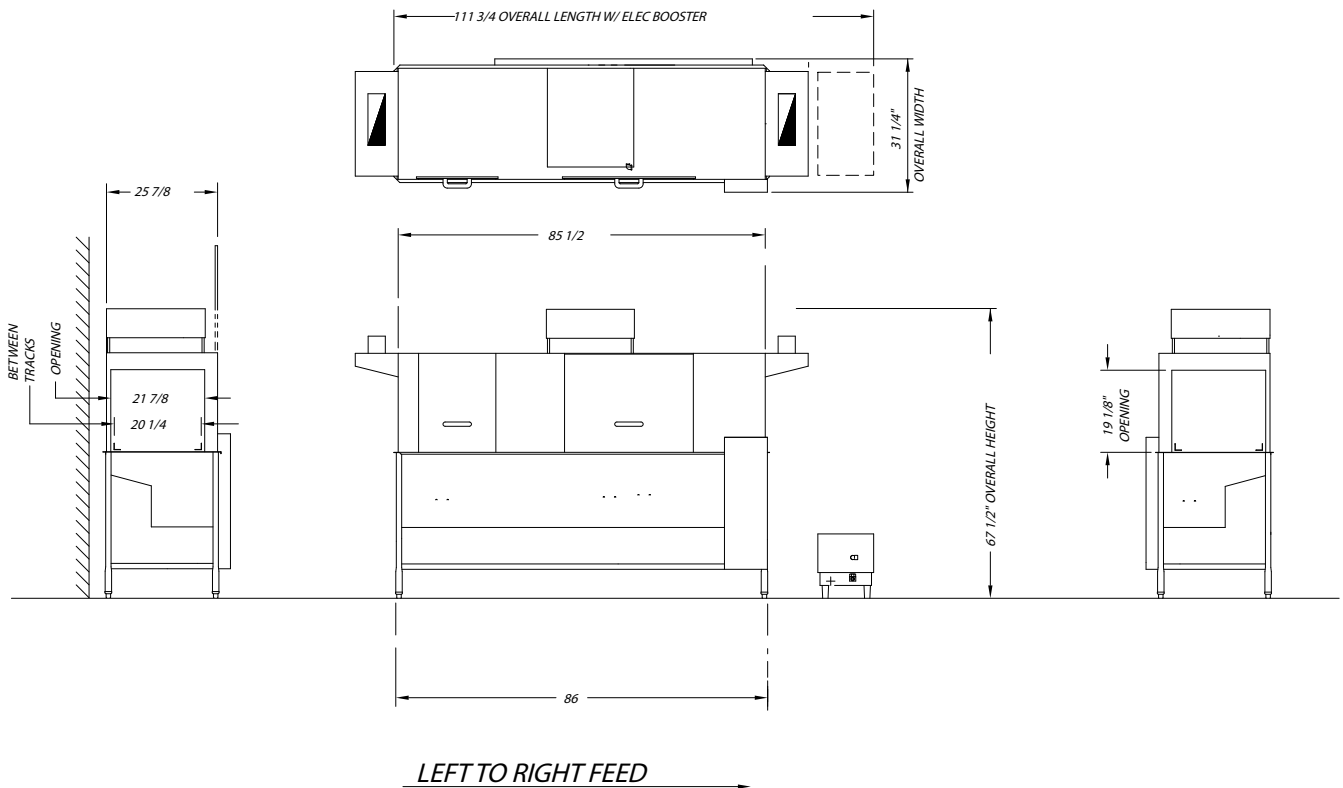 111 3/4 OVERALL LENGTH W/ ELEC BOOSTER
31 1/4"
OVERALL WIDTH
25 7/8
85 1/2
BETWEEN
TRACKS
OPENING
21 7/8
20 1/4
67 1/2" OVERALL HEIGHT
19 1/8"
OPENING
86
LEFT TO RIGHT FEED